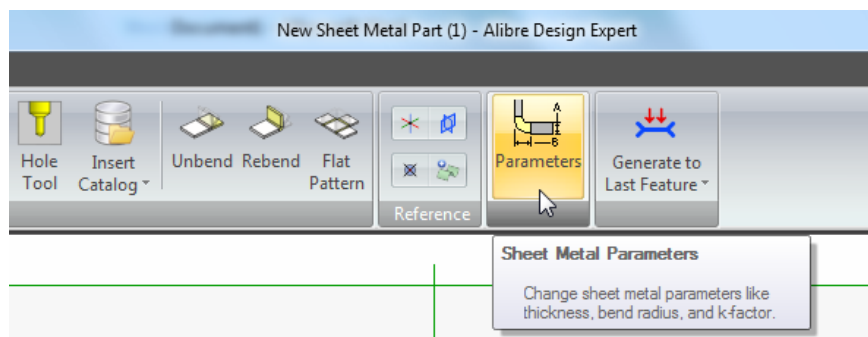 New Sheet Metal Part (1) - Alibre Design Expert
Hole
Tool
Insert
Catalog
Unbend
Rebend
Flat
Pattern
Reference
A
B
Parameters
Generate to
Last Feature
Sheet Metal Parameters
Change sheet metal parameters like
thickness, bend radius, and k-factor.